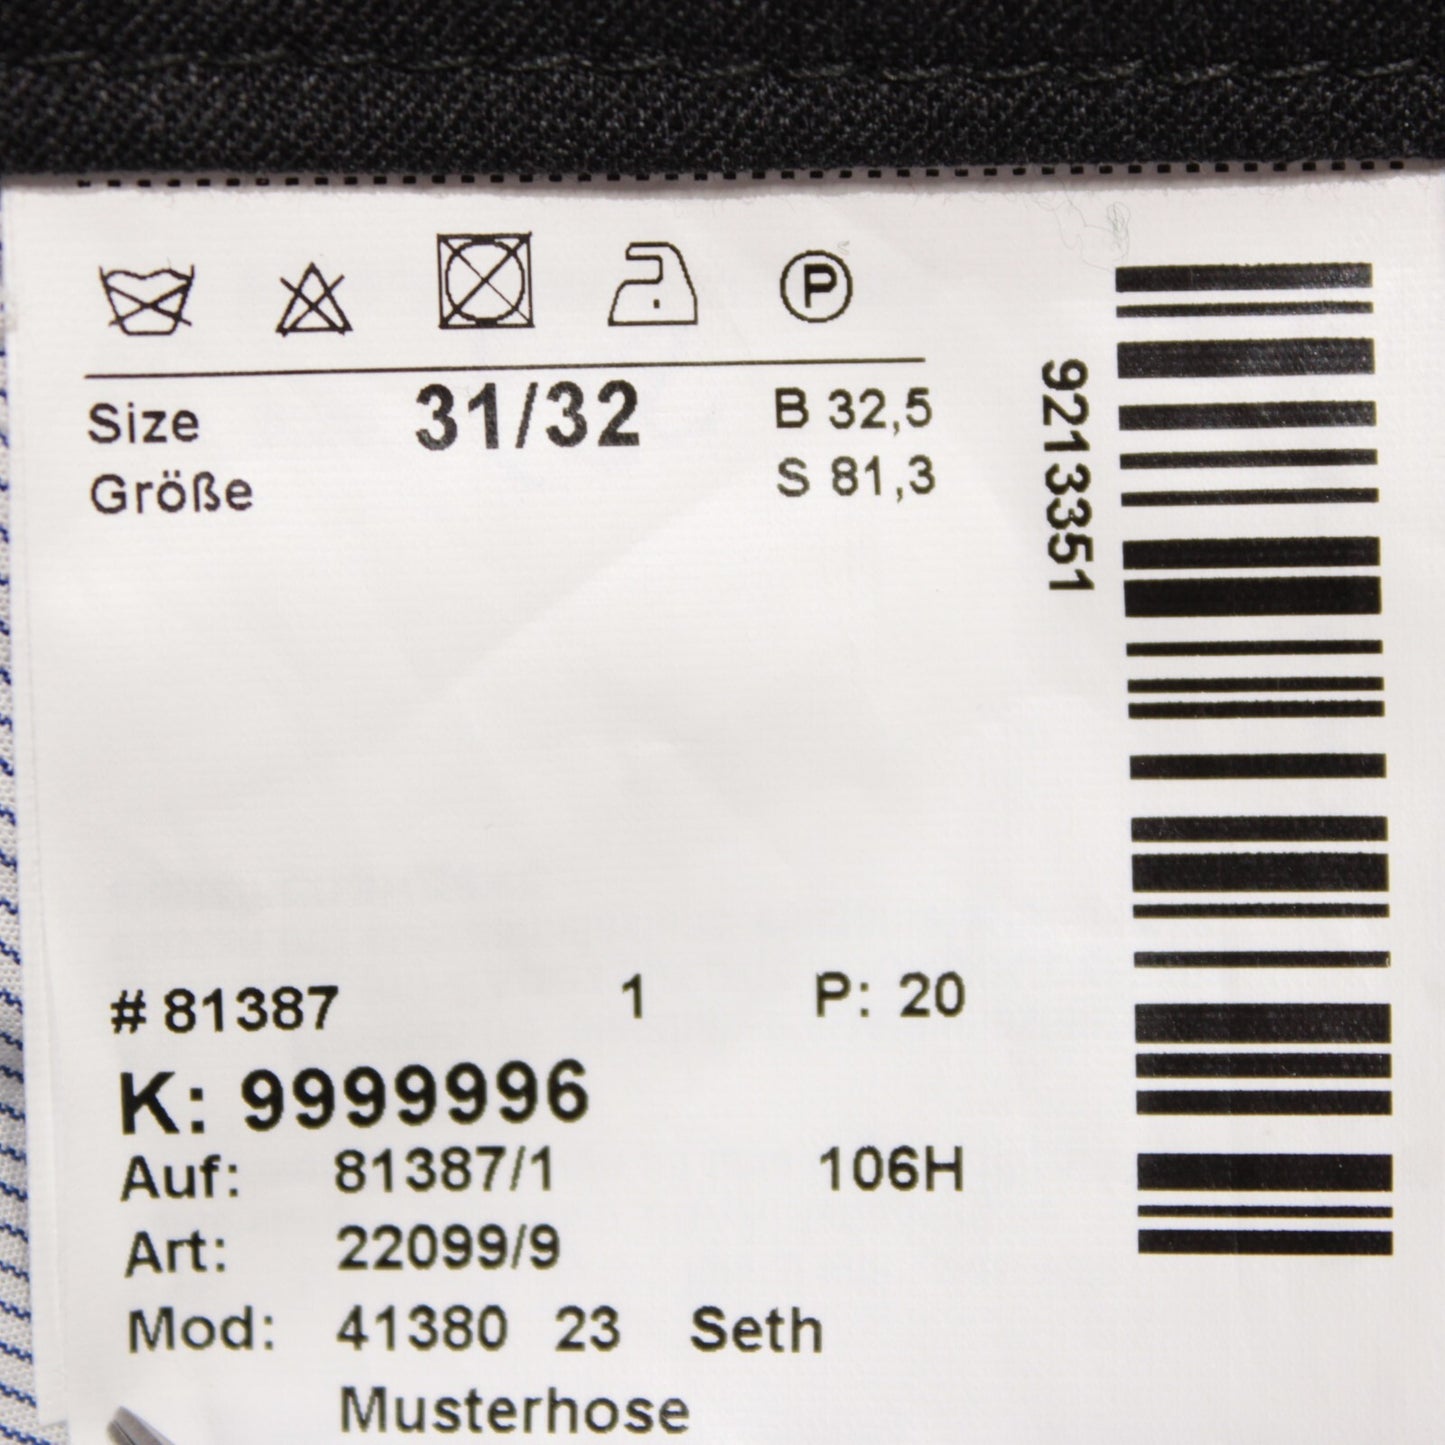 P
Size 31/32 B 32,5
Größe S 81,3
9213351
# 81387 1 P: 20
K: 9999996
Auf: 81387/1 106H
Art: 22099/9
Mod: 41380 23 Seth
Musterhose